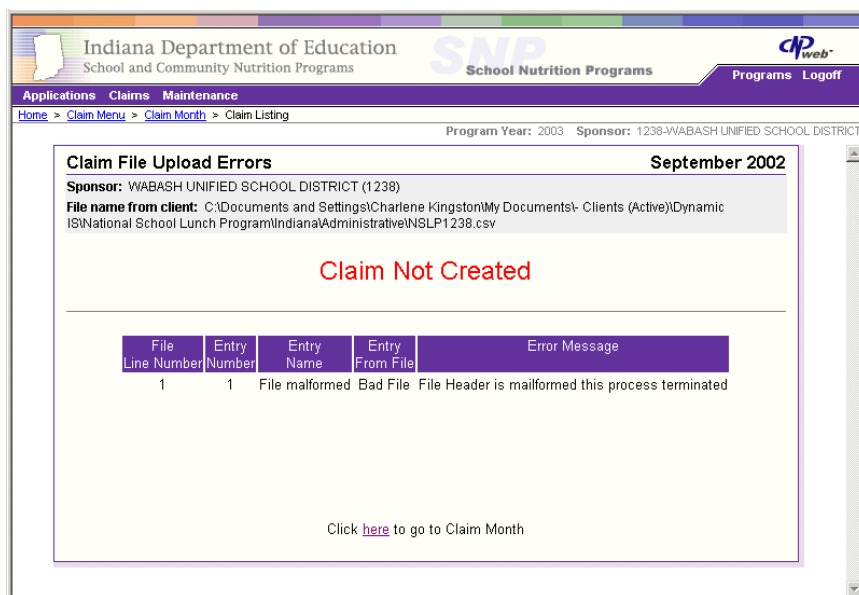 Indiana Department of Education
School and Community Nutrition Programs
SNP
School Nutrition Programs
CNPweb
Programs Logoff
Applications Claims Maintenance
Home > Claim Menu > Claim Month > Claim Listing
Program Year: 2003 Sponsor: 1238-WABASH UNIFIED SCHOOL DISTRICT
Claim File Upload Errors September 2002
Sponsor: WABASH UNIFIED SCHOOL DISTRICT (1238)
File name from client: C:\Documents and Settings\Charlene Kingston\My Documents\- Clients (Active)\Dynamic
IS\National School Lunch Program\Indiana\Administrative\NSLP1238.csv
Claim Not Created
File Line Number Entry Number Entry Name Entry From File Error Message
1 1 File malformed Bad File File Header is mailformed this process terminated
Click here to go to Claim Month